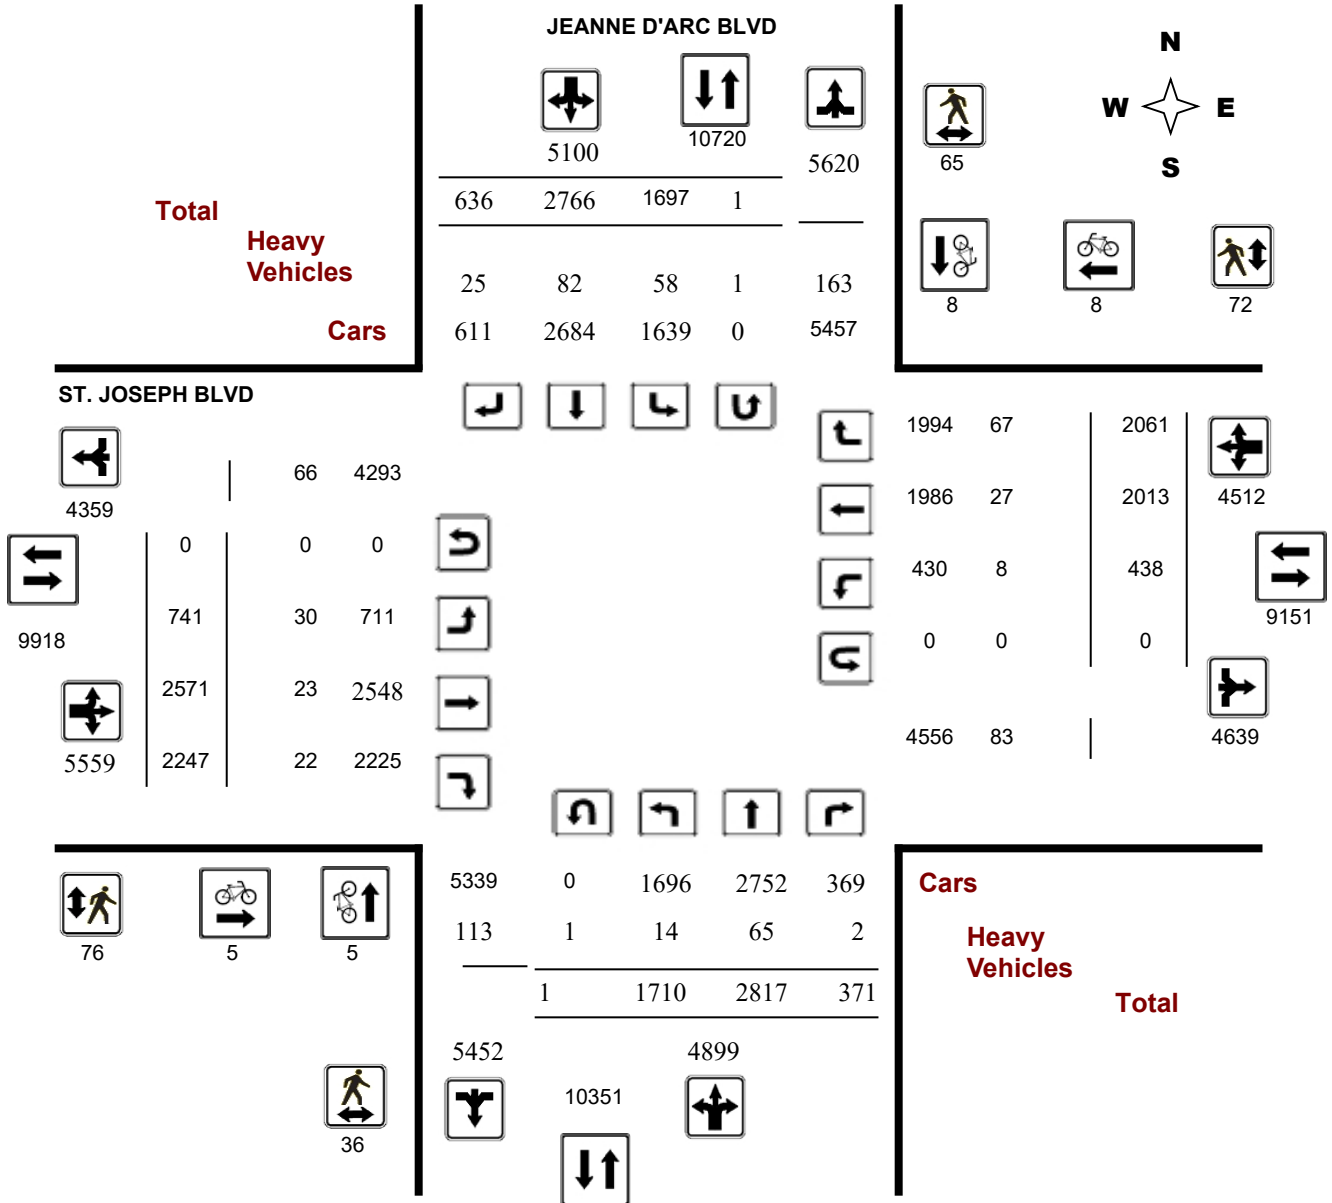 JEANNE D'ARC BLVD
N
W E
S
5100
10720
5620
65
636 2766 1697 1
Total
Heavy
Vehicles
25 82 58 1 163
8 8 72
Cars
611 2684 1639 0 5457
ST. JOSEPH BLVD
1994 67 2061
66 4293
4359
1986 27 2013 4512
0 0 0
430 8 438
741 30 711
9151
9918
0 0 0
2571 23 2548
4556 83 4639
5559 2247 22 2225
5339 0 1696 2752 369
Cars
113 1 14 65 2
76 5 5
Heavy
Vehicles
1 1710 2817 371
Total
5452 4899
10351
36